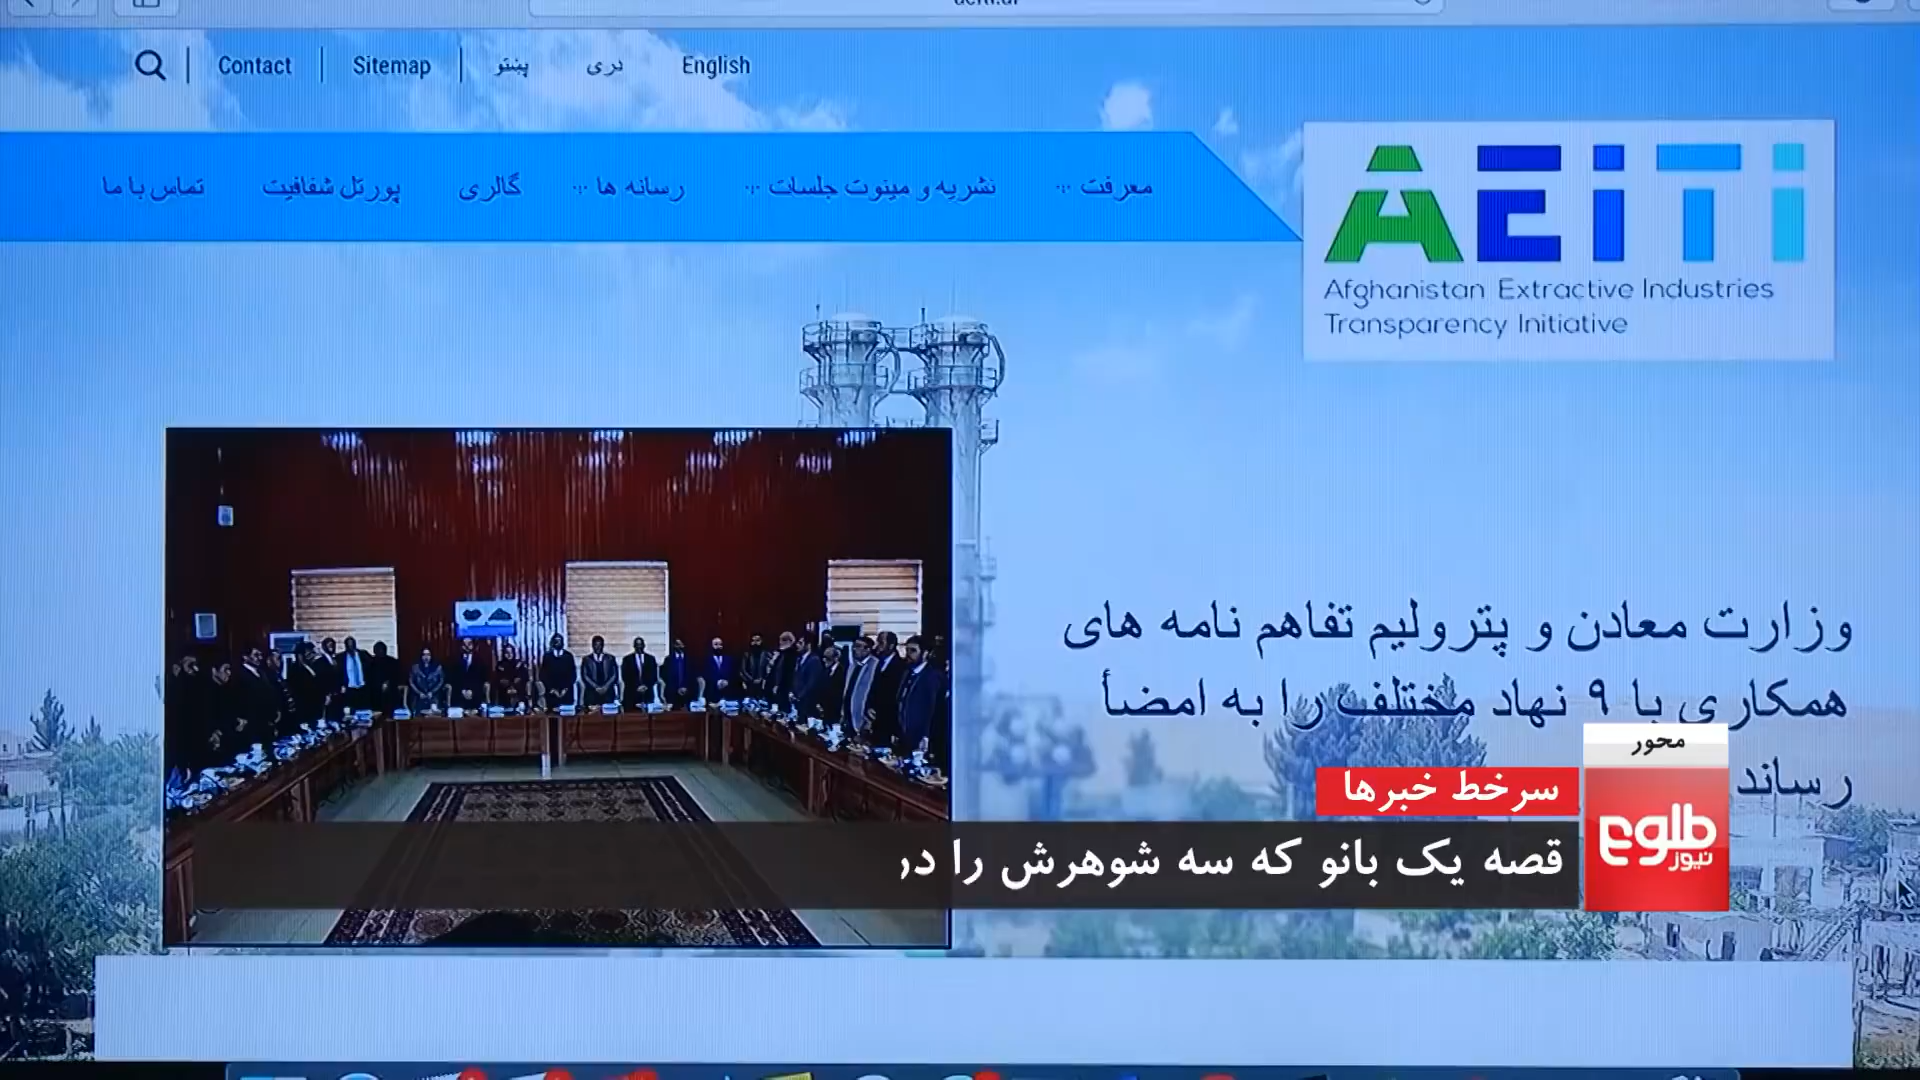 Contact
Sitemap
پښتو
دری
English
معرفت
نشریه و مینوت جلسات
رسانه ها
گالری
پورتل شفافیت
تماس با ما
AEITI
Afghanistan Extractive Industries
Transparency Initiative
وزارت معادن و پترولیم تفاهم نامه های
همکاری با ۹ نهاد مختلف را به امضأ
رساند
محور
سرخط خبرها
قصه یک بانو که سه شوهرش را در
طلوع
نیوز